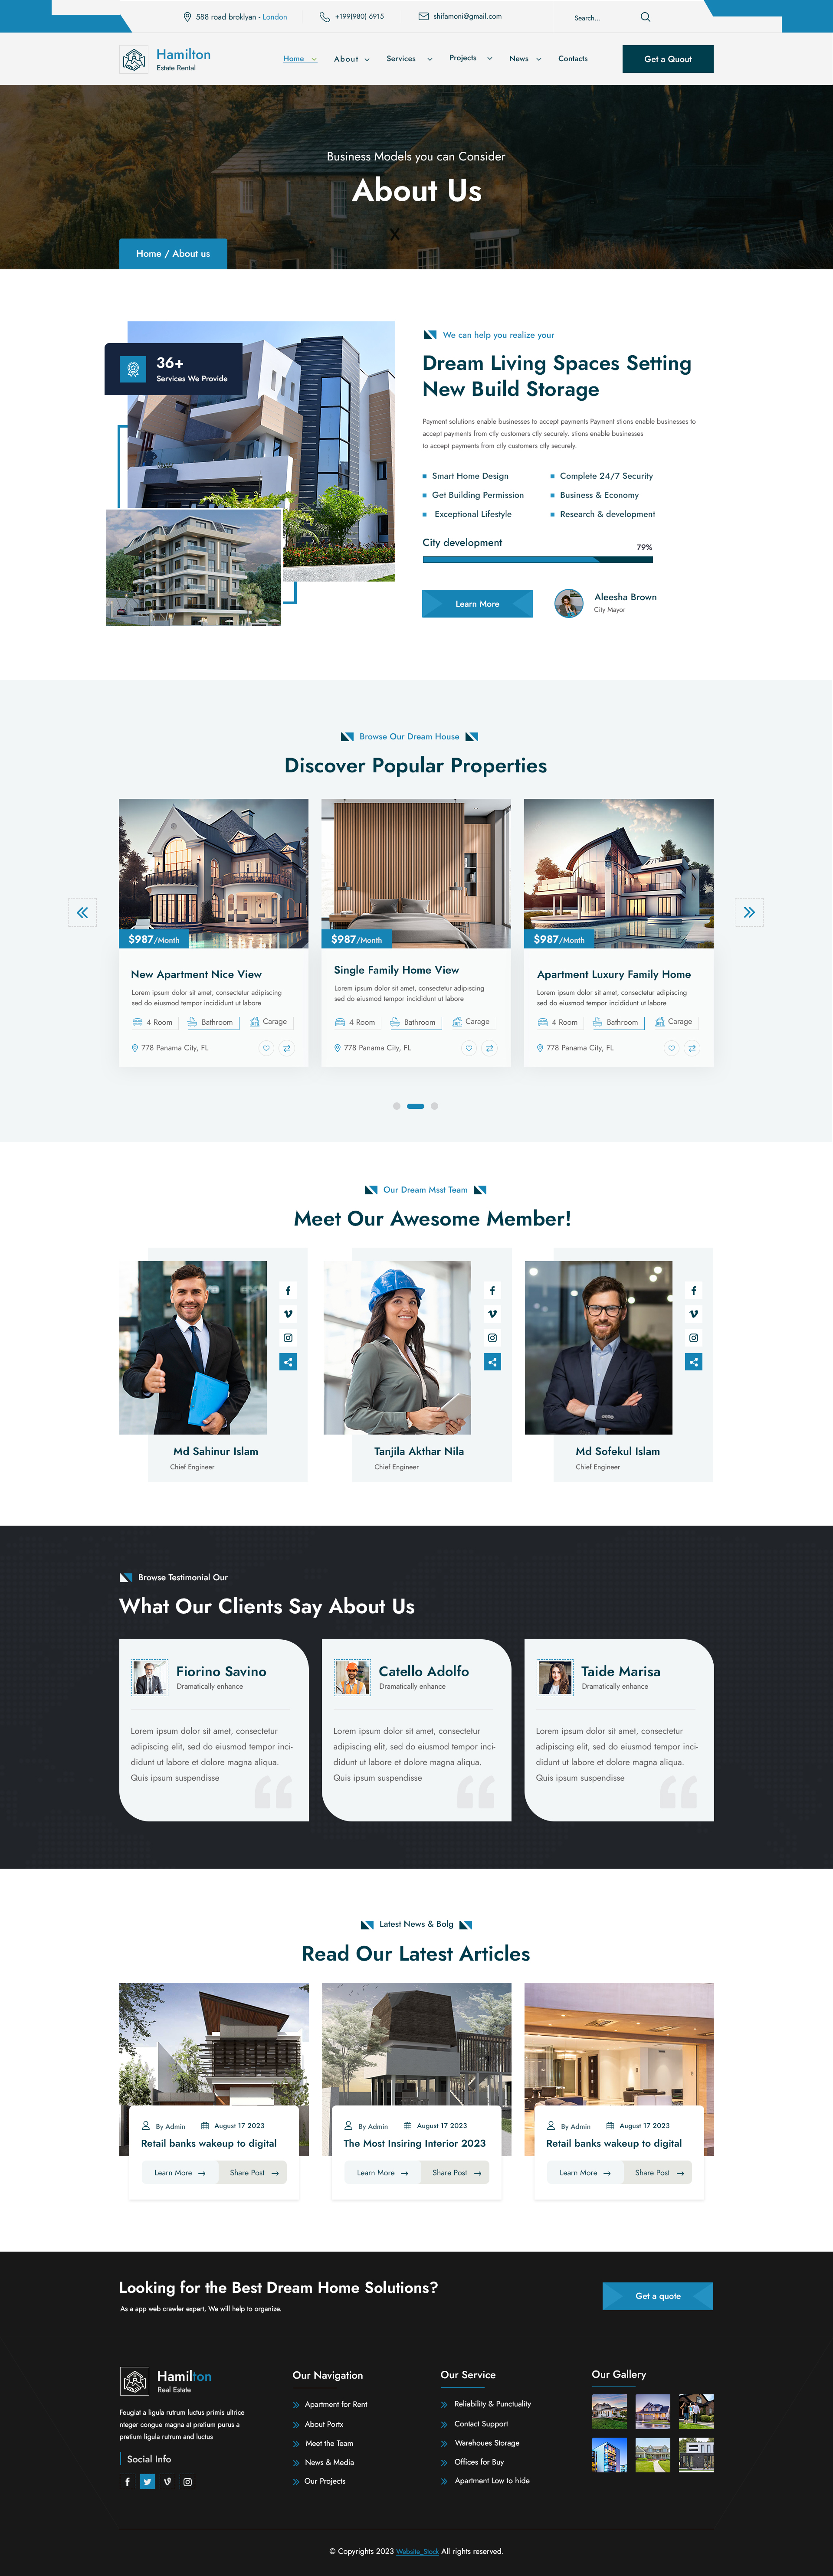 588 road broklyan - London
+199(980) 6915
shifamoni@gmail.com
Search...
Hamilton
Estate Rental
Home
About
Services
Projects
News
Contacts
Get a Quout
Business Models you can Consider
About Us
X
Home / About us
36+
Services We Provide
We can help you realize your
Dream Living Spaces Setting
New Build Storage
Payment solutions enable businesses to accept payments Payment stions enable businesses to
accept payments from ctly customers ctly securely. stions enable businesses
to accept payments from ctly customers ctly securely.
Smart Home Design
Complete 24/7 Security
Get Building Permission
Business & Economy
Exceptional Lifestyle
Research & development
City development
79%
Learn More
Aleesha Brown
City Mayor
Browse Our Dream House
Discover Popular Properties
$987/Month
New Apartment Nice View
Lorem ipsum dolor sit amet, consectetur adipiscing
sed do eiusmod tempor incididunt ut labore
4 Room
Bathroom
Carage
778 Panama City, FL
$987/Month
Single Family Home View
Lorem ipsum dolor sit amet, consectetur adipiscing
sed do eiusmod tempor incididunt ut labore
4 Room
Bathroom
Carage
778 Panama City, FL
$987/Month
Apartment Luxury Family Home
Lorem ipsum dolor sit amet, consectetur adipiscing
sed do eiusmod tempor incididunt ut labore
4 Room
Bathroom
Carage
778 Panama City, FL
Our Dream Msst Team
Meet Our Awesome Member!
Md Sahinur Islam
Chief Engineer
Tanjila Akthar Nila
Chief Engineer
Md Sofekul Islam
Chief Engineer
Browse Testimonial Our
What Our Clients Say About Us
Fiorino Savino
Dramatically enhance
Lorem ipsum dolor sit amet, consectetur
adipiscing elit, sed do eiusmod tempor inci-
didunt ut labore et dolore magna aliqua.
Quis ipsum suspendisse
Catello Adolfo
Dramatically enhance
Lorem ipsum dolor sit amet, consectetur
adipiscing elit, sed do eiusmod tempor inci-
didunt ut labore et dolore magna aliqua.
Quis ipsum suspendisse
Taide Marisa
Dramatically enhance
Lorem ipsum dolor sit amet, consectetur
adipiscing elit, sed do eiusmod tempor inci-
didunt ut labore et dolore magna aliqua.
Quis ipsum suspendisse
Latest News & Bolg
Read Our Latest Articles
By Admin
August 17 2023
Retail banks wakeup to digital
Learn More
Share Post
By Admin
August 17 2023
The Most Insiring Interior 2023
Learn More
Share Post
By Admin
August 17 2023
Retail banks wakeup to digital
Learn More
Share Post
Looking for the Best Dream Home Solutions?
As a app web crawler expert, We will help to organize.
Get a quote
Hamilton
Real Estate
Feugiat a ligula rutrum luctus primis ultrice
nteger congue magna at pretium purus a
pretium ligula rutrum and luctus
Social Info
Our Navigation
Apartment for Rent
About Portx
Meet the Team
News & Media
Our Projects
Our Service
Reliability & Punctuality
Contact Support
Warehoues Storage
Offices for Buy
Apartment Low to hide
Our Gallery
© Copyrights 2023 Website_Stock All rights reserved.